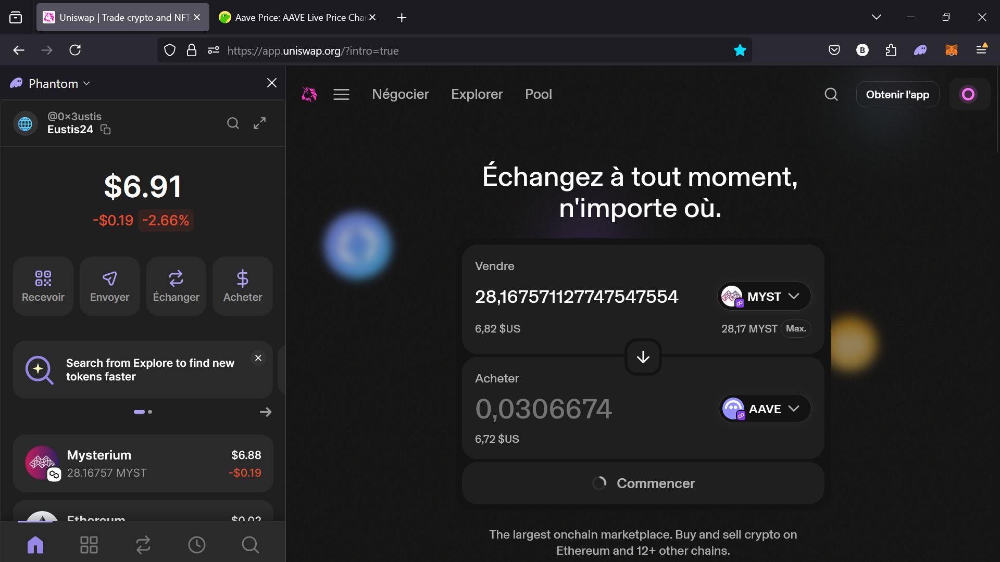 Uniswap | Trade crypto and NFT
Aave Price: AAVE Live Price Cha
https://app.uniswap.org/?intro=true
B
Phantom
@0×3ustis
Eustis24
$6.91
-$0.19 -2.66%
Recevoir
Envoyer
Échanger
Acheter
Search from Explore to find new
tokens faster
Mysterium
$6.88
28.16757 MYST
-$0.19
Ethereum
$0.02
Négocier
Explorer
Pool
Obtenir l'app
Échangez à tout moment,
n'importe où.
Vendre
28,167571127747547554
MYST
6,82 $US
28,17 MYST
Max.
Acheter
0,0306674
AAVE
6,72 $US
Commencer
The largest onchain marketplace. Buy and sell crypto on
Ethereum and 12+ other chains.